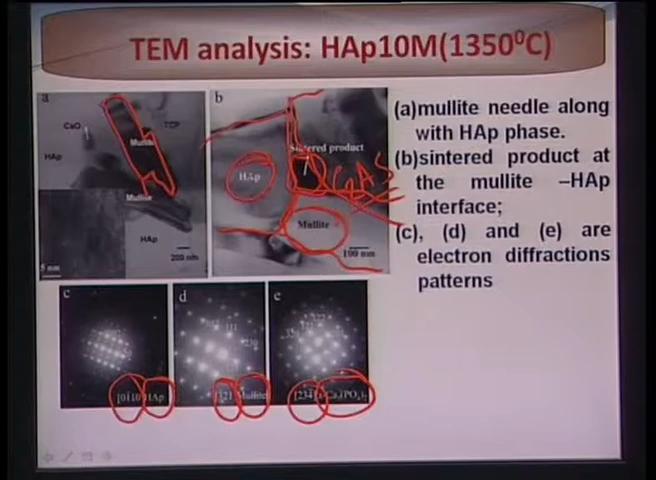 TEM analysis: HAp10M(1350⁰C)
a
CaO
TCP
HAp
Mullite
Mullite
HAp
5 nm
200 nm
b
Sintered product
HAp
CGAS
Mullite
100 nm
(a)mullite needle along
with HAp phase.
(b)sintered product at
the mullite –HAp
interface;
(c), (d) and (e) are
electron diffractions
patterns
c
HAp
d
Mullite
e